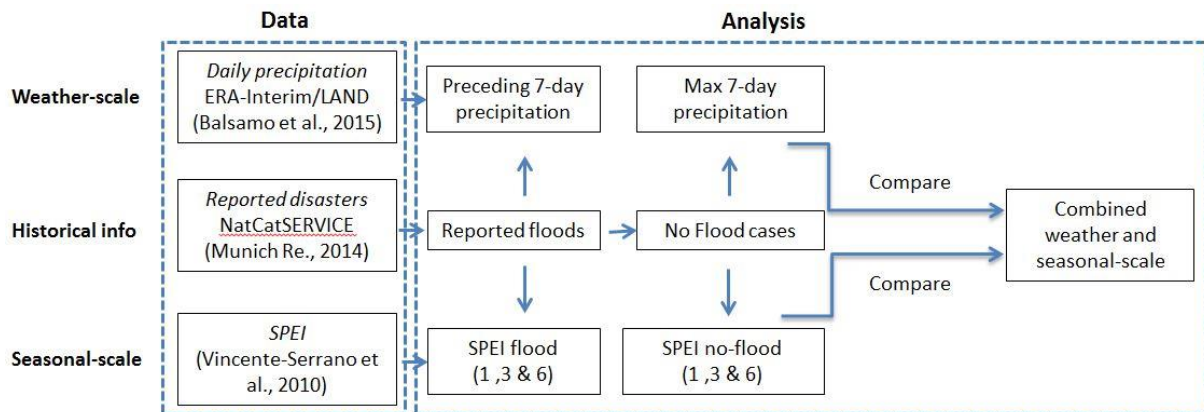 Data
Analysis
Weather-scale
Daily precipitation
ERA-Interim/LAND
(Balsamo et al., 2015)
Preceding 7-day
precipitation
Max 7-day
precipitation
Compare
Historical info
Reported disasters
NatCatSERVICE
(Munich Re., 2014)
Reported floods
No Flood cases
Combined
weather and
seasonal-scale
Compare
Seasonal-scale
SPEI
(Vincente-Serrano et
al., 2010)
SPEI flood
(1 ,3 & 6)
SPEI no-flood
(1 ,3 & 6)